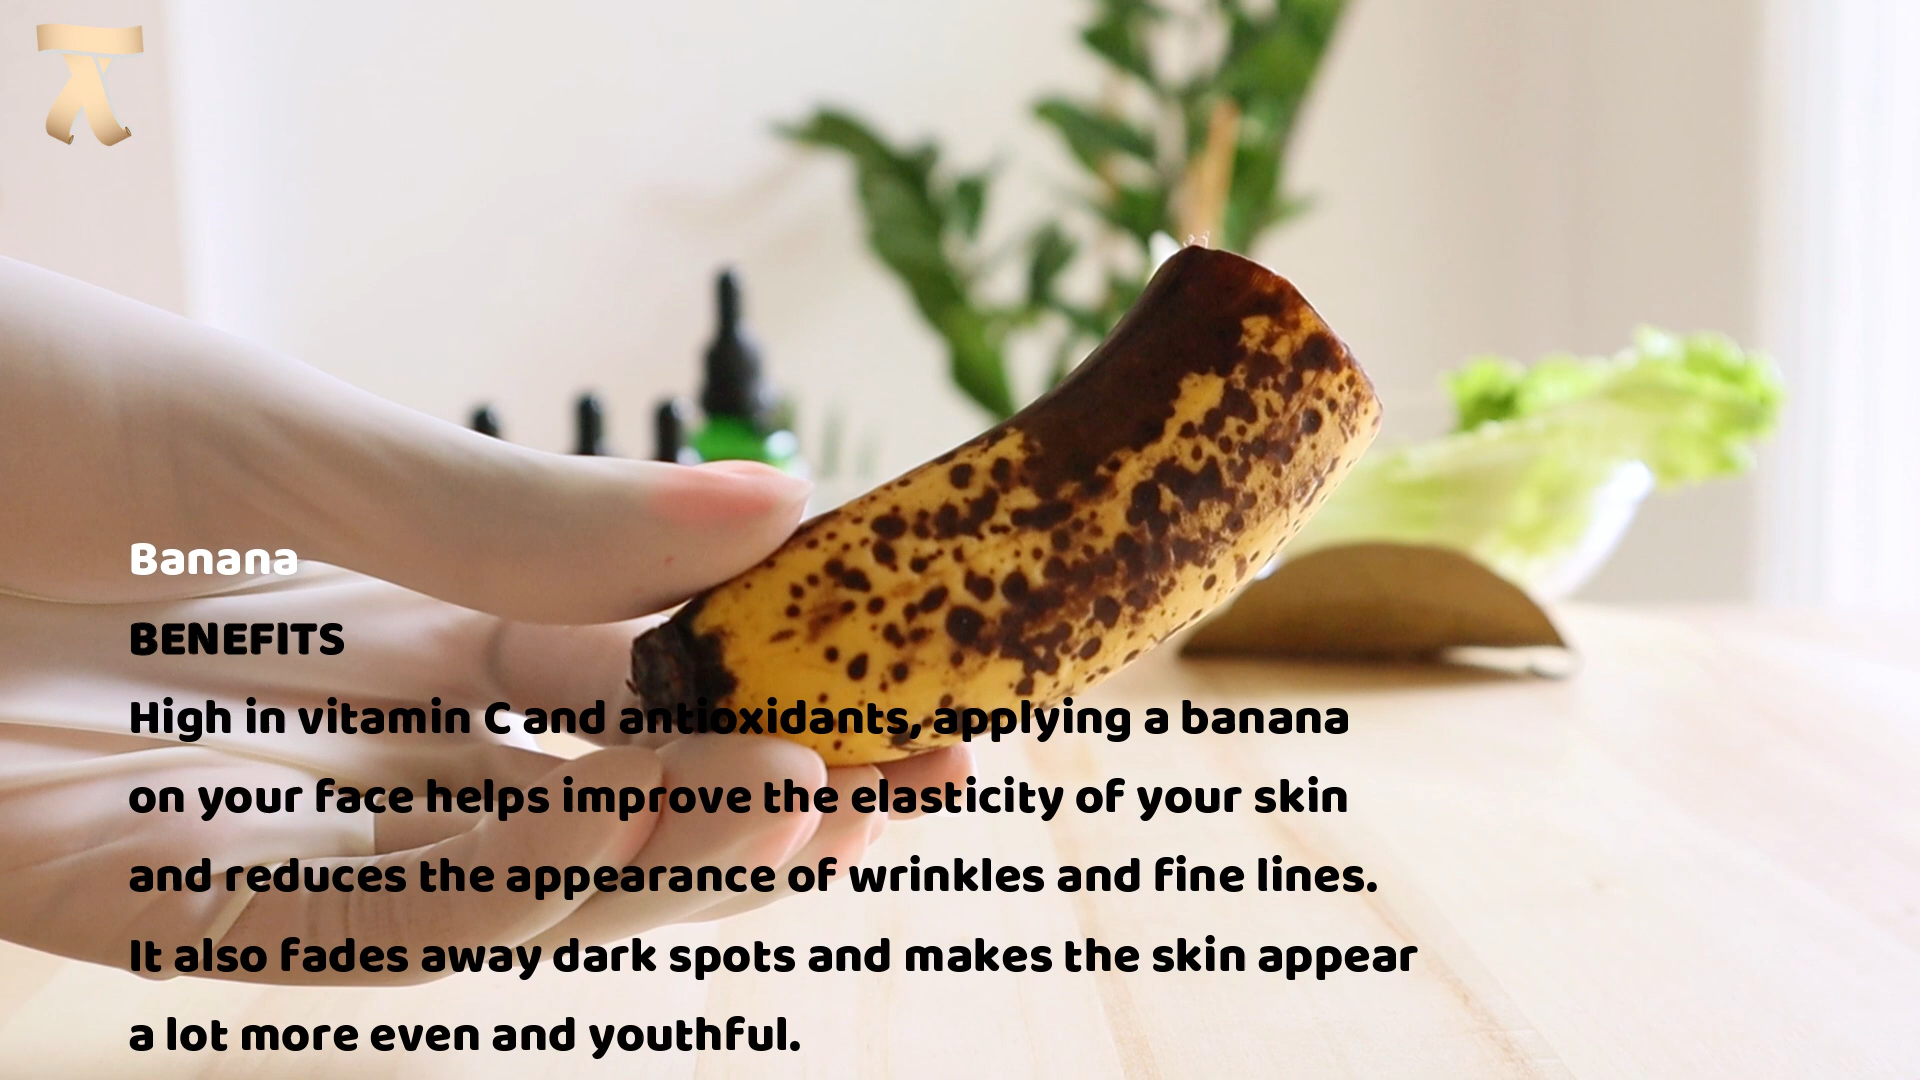 Banana
BENEFITS
High in vitamin C and antioxidants, applying a banana
on your face helps improve the elasticity of your skin
and reduces the appearance of wrinkles and fine lines.
It also fades away dark spots and makes the skin appear
a lot more even and youthful.